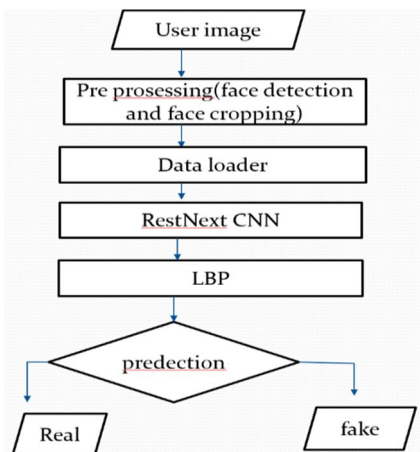 User image
Pre prosessing(face detection
and face cropping)
Data loader
RestNext CNN
LBP
predection
Real
fake